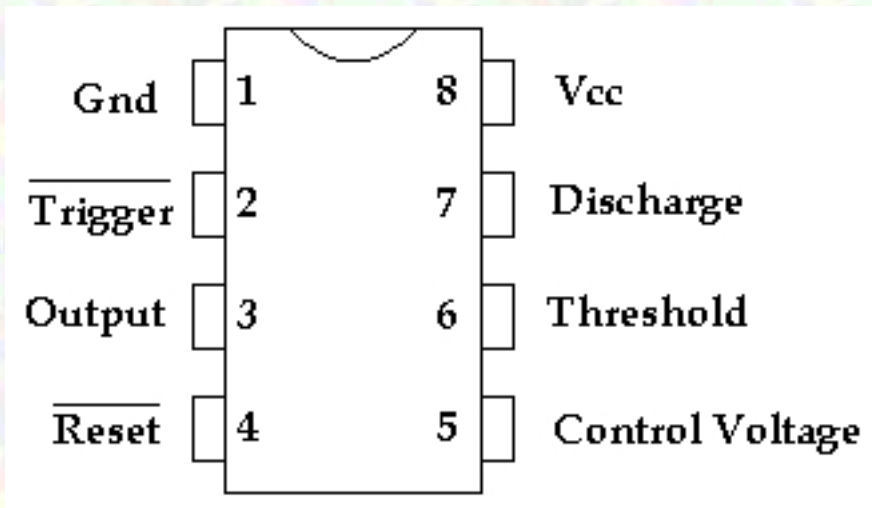 Gnd 1 8 Vcc
Trigger 2 7 Discharge
Output 3 6 Threshold
Reset 4 5 Control Voltage